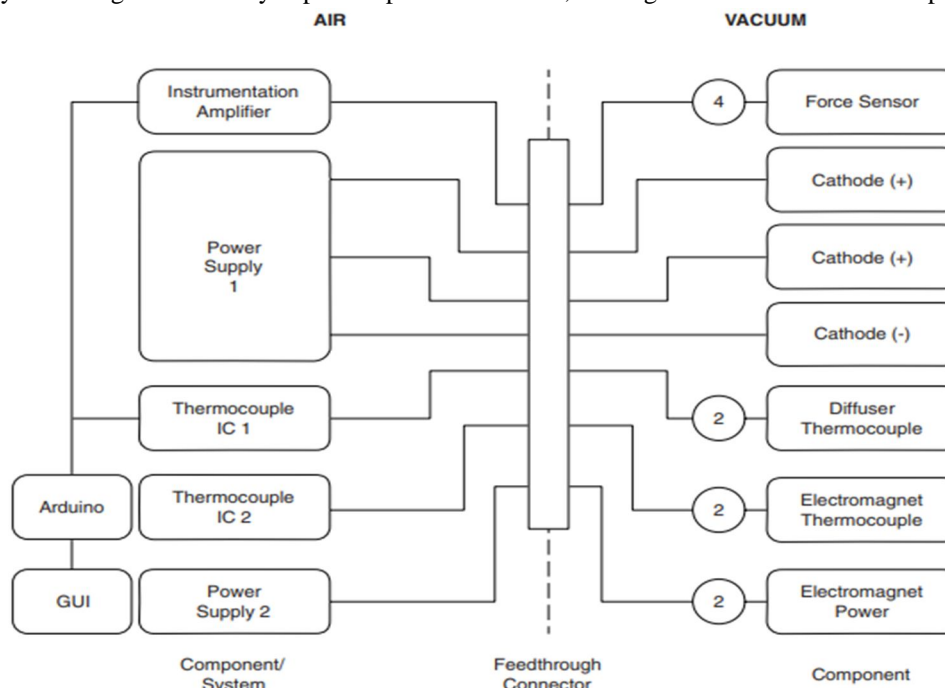 AIR
VACUUM
Instrumentation
Amplifier
4
Force Sensor
Cathode (+)
Power
Supply
1
Cathode (+)
Cathode (-)
Thermocouple
IC 1
2
Diffuser
Thermocouple
Arduino
Thermocouple
IC 2
2
Electromagnet
Thermocouple
GUI
Power
Supply 2
2
Electromagnet
Power
Component/
System
Feedthrough
Connector
Component